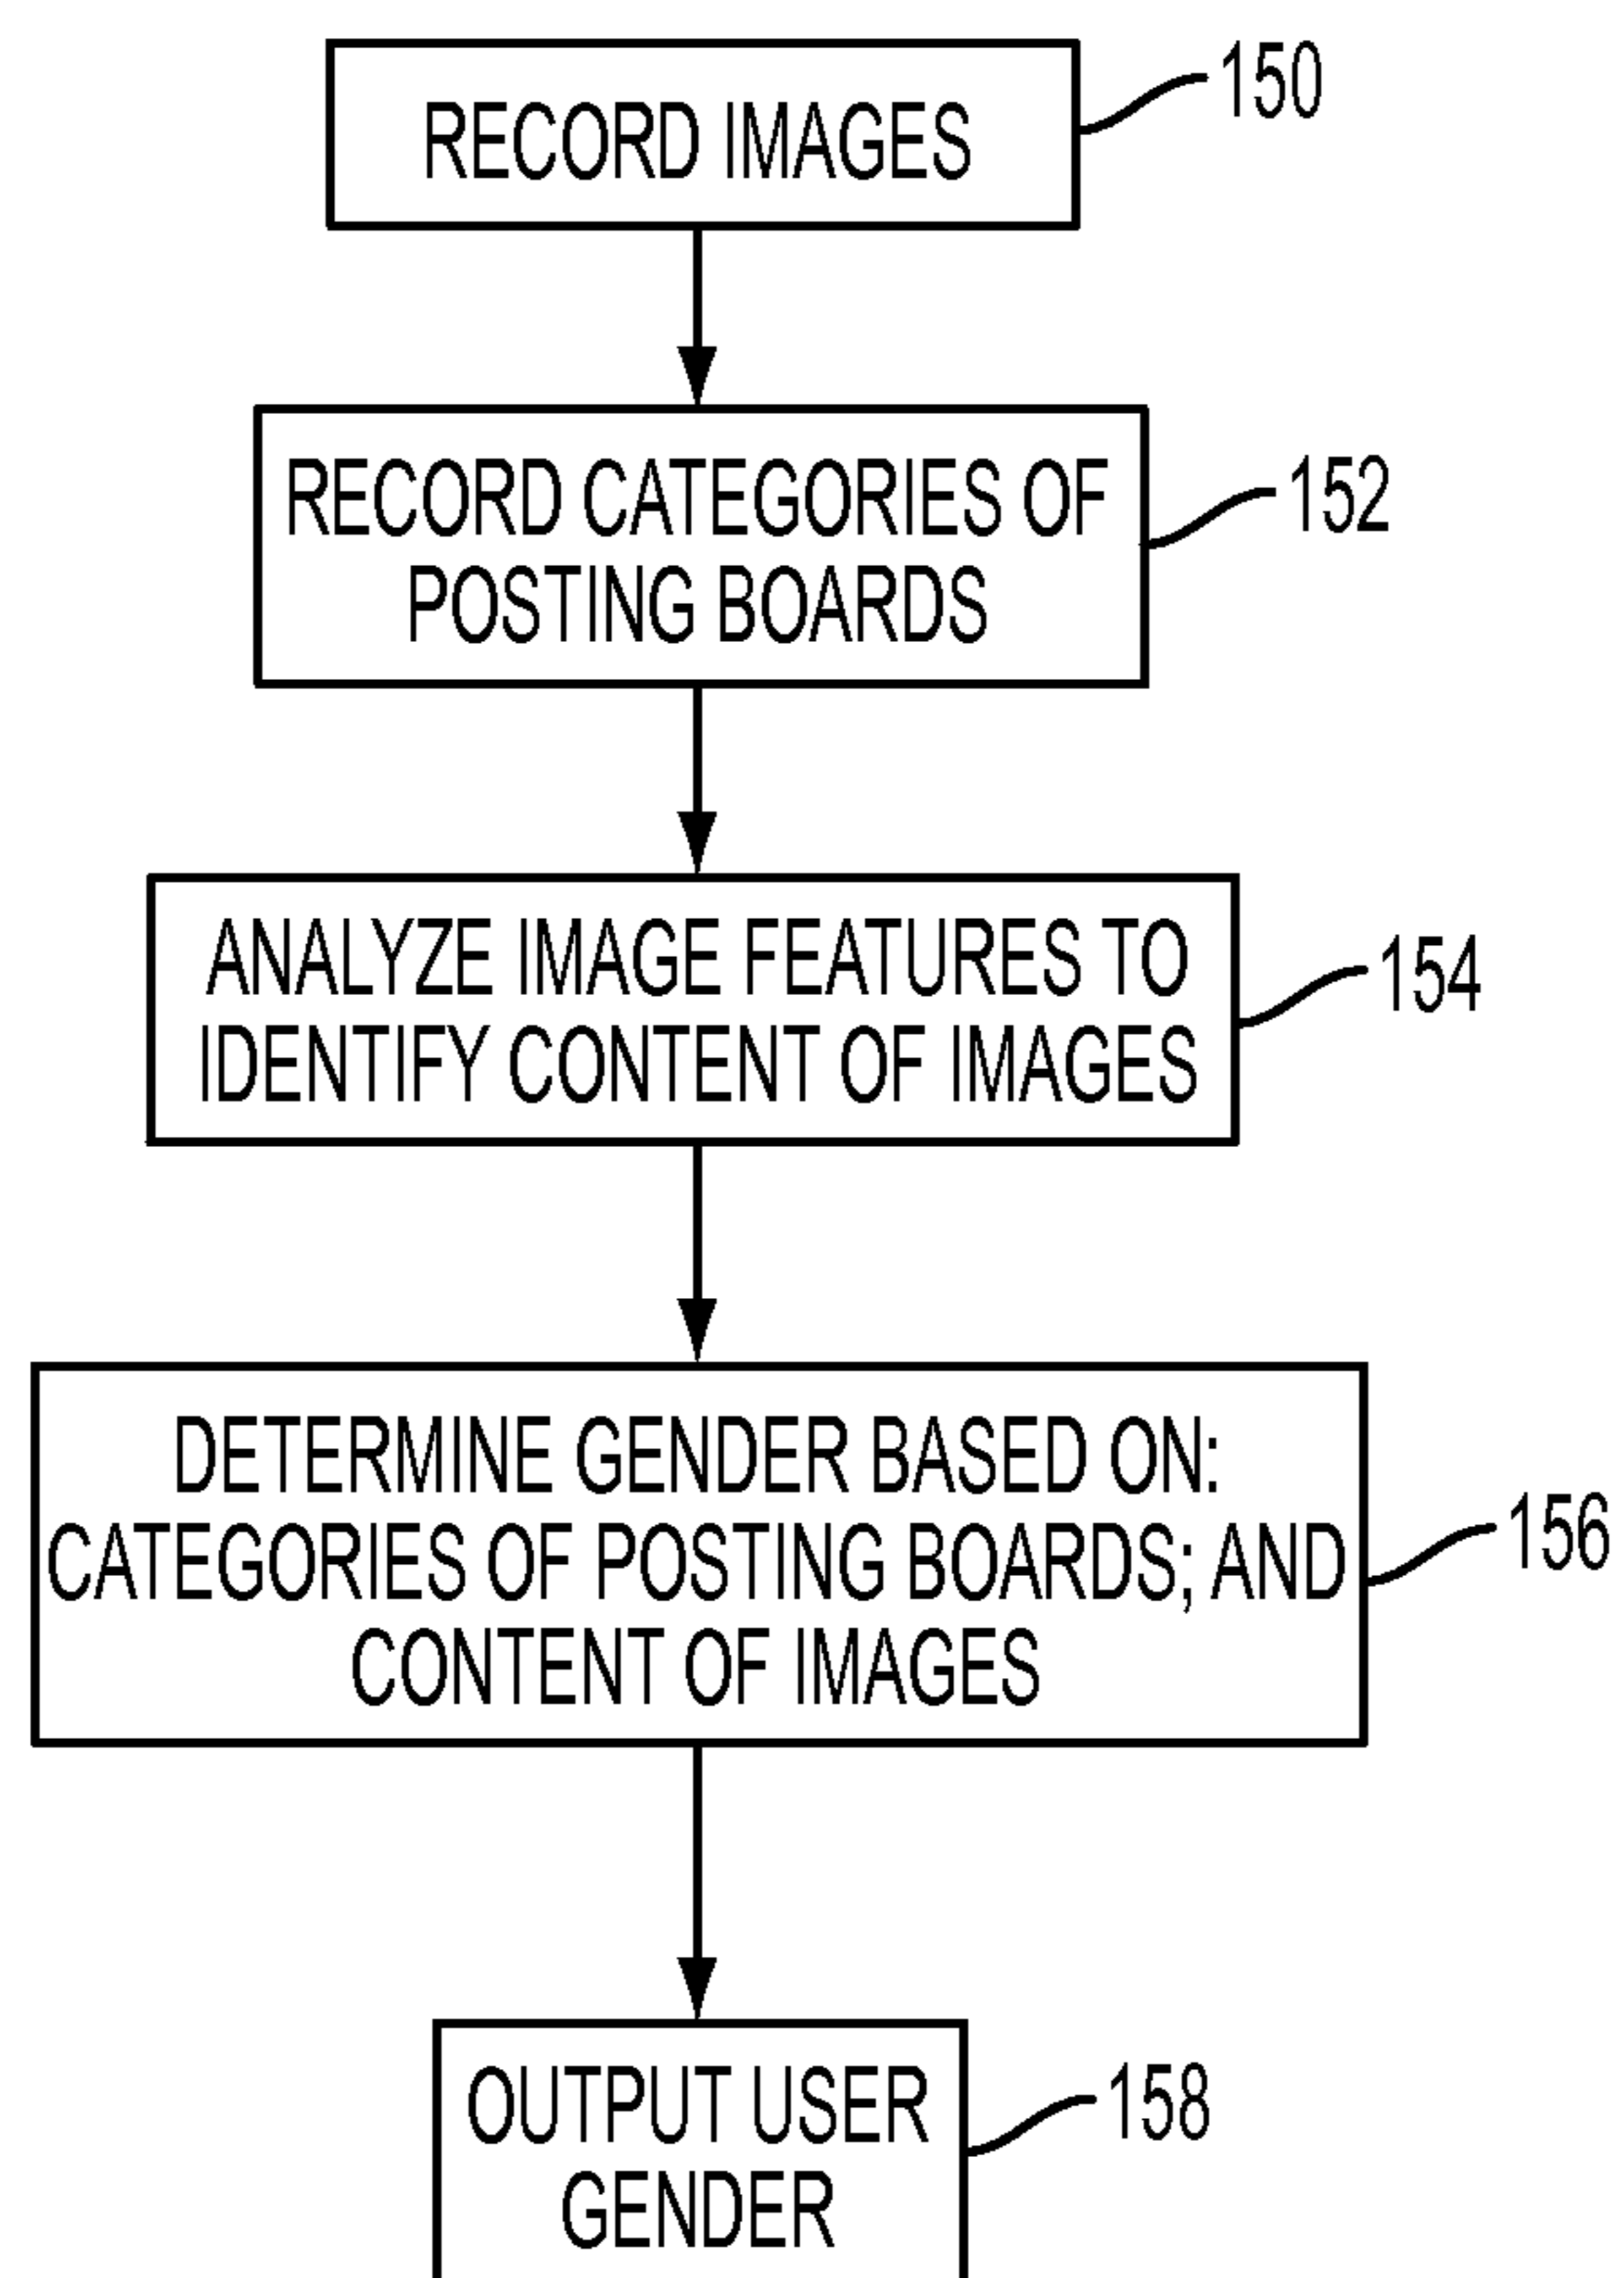 RECORD IMAGES
150
RECORD CATEGORIES OF
POSTING BOARDS
152
ANALYZE IMAGE FEATURES TO
IDENTIFY CONTENT OF IMAGES
154
DETERMINE GENDER BASED ON:
CATEGORIES OF POSTING BOARDS; AND
CONTENT OF IMAGES
156
OUTPUT USER
GENDER
158